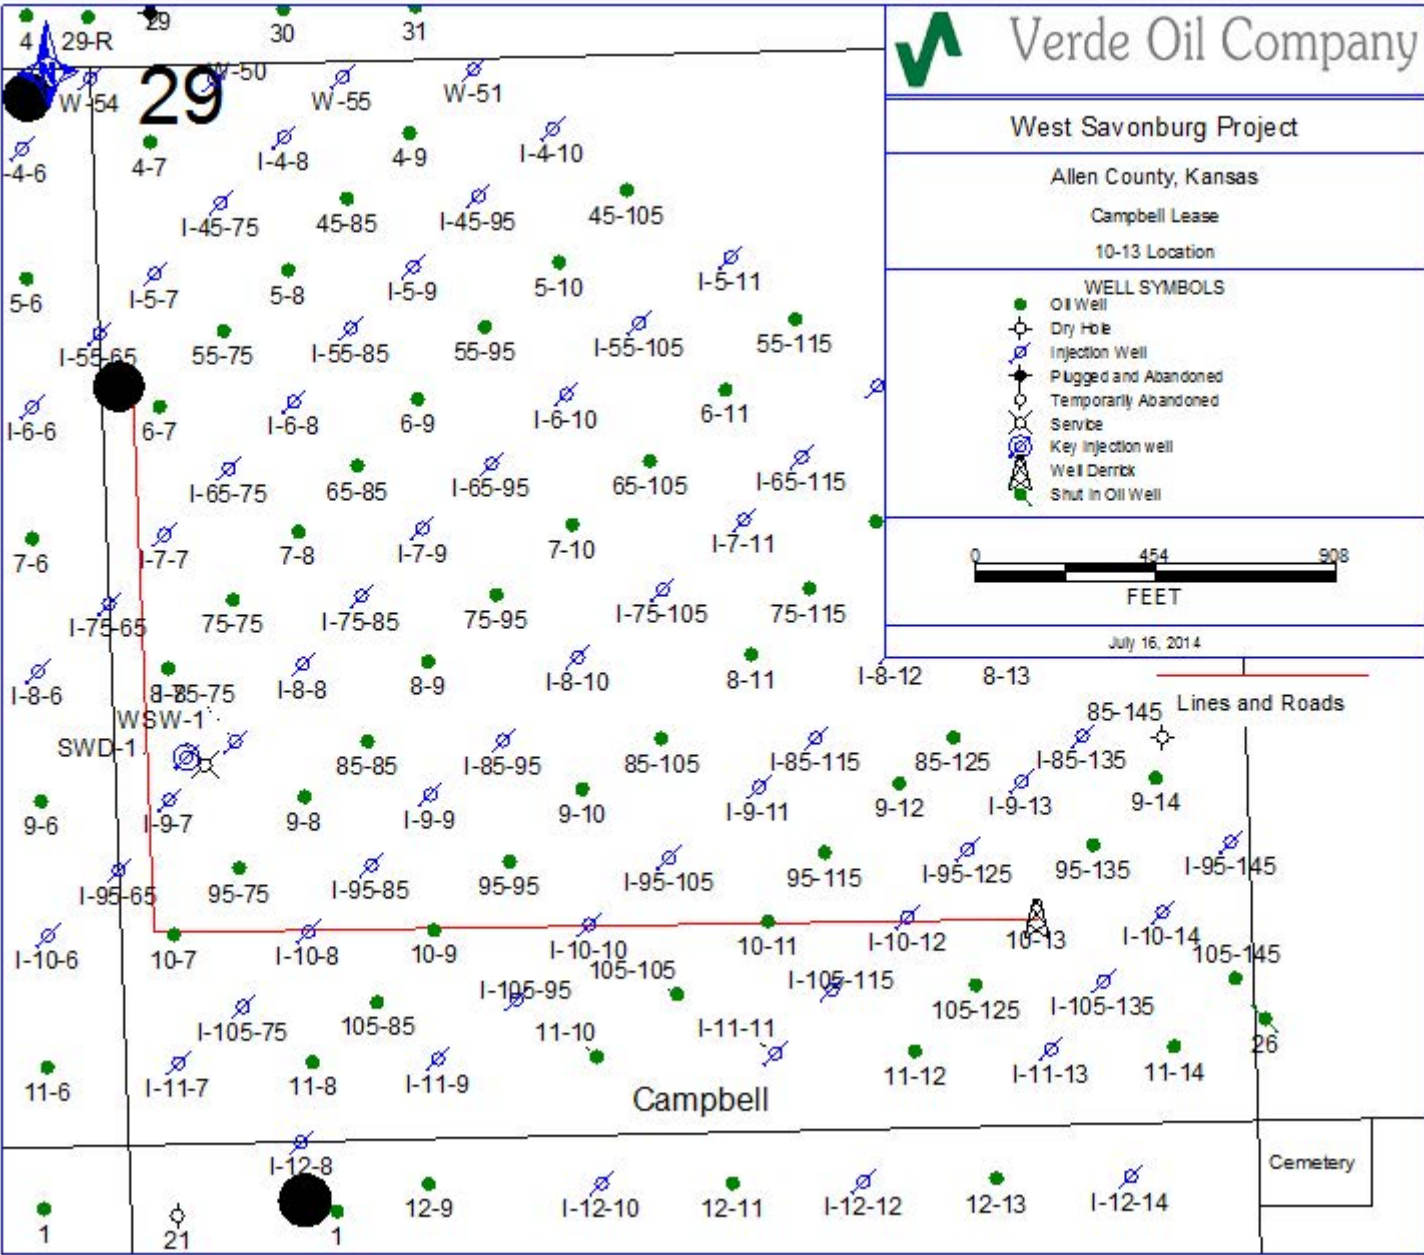 Verde Oil Company
West Savonburg Project
Allen County, Kansas
Campbell Lease
10-13 Location
WELL SYMBOLS
Oil Well
Dry Hole
Injection Well
Plugged and Abandoned
Temporarily Abandoned
Service
Key Injection well
Well Derrick
Shut In Oil Well
0 454 908
FEET
July 16, 2014
Lines and Roads
4 29-R 29 30 31
W-54 29 W-50 W-55 W-51
I-4-6 4-7 I-4-8 4-9 I-4-10
I-45-75 45-85 I-45-95 45-105
5-6 I-5-7 5-8 I-5-9 5-10 I-5-11
I-55-65 55-75 I-55-85 55-95 I-55-105 55-115
I-6-6 6-7 I-6-8 6-9 I-6-10 6-11
I-65-75 65-85 I-65-95 65-105 I-65-115
7-6 I-7-7 7-8 I-7-9 7-10 I-7-11
I-75-65 75-75 I-75-85 75-95 I-75-105 75-115
I-8-6 I-8-8 8-9 I-8-10 8-11 I-8-12 8-13
WSW-1 85-145
SWD-1 85-85 I-85-95 85-105 I-85-115 85-125 I-85-135
9-6 I-9-7 9-8 I-9-9 9-10 I-9-11 9-12 I-9-13 9-14
I-95-65 95-75 I-95-85 95-95 I-95-105 95-115 I-95-125 95-135 I-95-145
I-10-6 10-7 I-10-8 10-9 I-10-10 10-11 I-10-12 10-13 I-10-14
I-105-75 105-85 I-105-95 105-105 I-105-115 105-125 I-105-135 105-145
11-6 I-11-7 11-8 I-11-9 11-10 I-11-11 11-12 I-11-13 11-14 26
Campbell
I-12-8 Cemetery
1 21 1 12-9 I-12-10 12-11 I-12-12 12-13 I-12-14